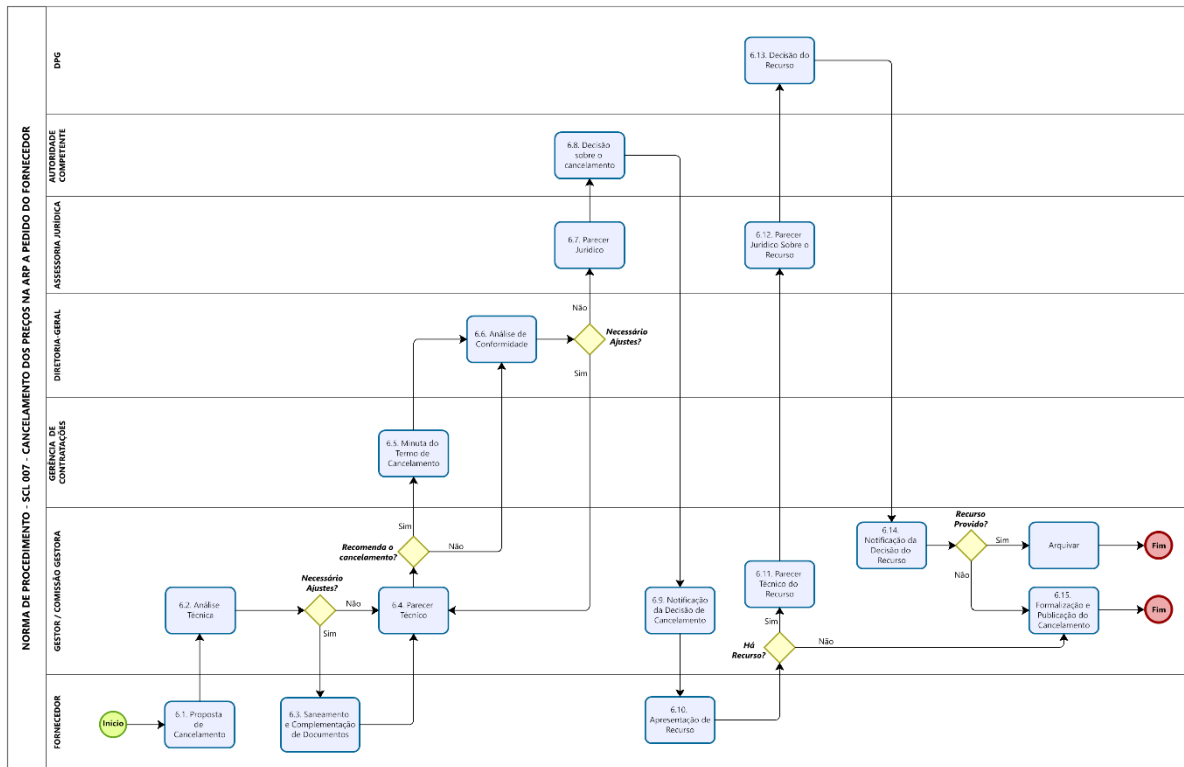 NORMA DE PROCEDIMENTO - SCL 007 - CANCELAMENTO DOS PREÇOS NA ARP A PEDIDO DO FORNECEDOR
DPG
6.13. Decisão do
Recurso
AUTORIDADE
COMPETENTE
6.8. Decisão
sobre o
cancelamento
ASSESSORIA JURÍDICA
6.7. Parecer
Jurídico
6.12. Parecer
Jurídico Sobre o
Recurso
DIRETORIA-GERAL
6.6. Análise de
Conformidade
Não
Necessário
Ajustes?
Sim
GERÊNCIA DE
CONTRATAÇÕES
6.5. Minuta do
Termo de
Cancelamento
GESTOR / COMISSÃO GESTORA
6.2. Análise
Técnica
Necessário
Ajustes?
Não
Sim
6.4. Parecer
Técnico
Recomenda o
cancelamento?
Sim
Não
6.9. Notificação
da Decisão de
Cancelamento
6.11. Parecer
Técnico do
Recurso
Sim
Há
Recurso?
Não
6.14.
Notificação da
Decisão do
Recurso
Recurso
Provido?
Sim
Não
Arquivar
Fim
6.15.
Formalização e
Publicação do
Cancelamento
Fim
FORNECEDOR
Início
6.1. Proposta
de
Cancelamento
6.3. Saneamento
e Complementação
de Documentos
6.10.
Apresentação de
Recurso